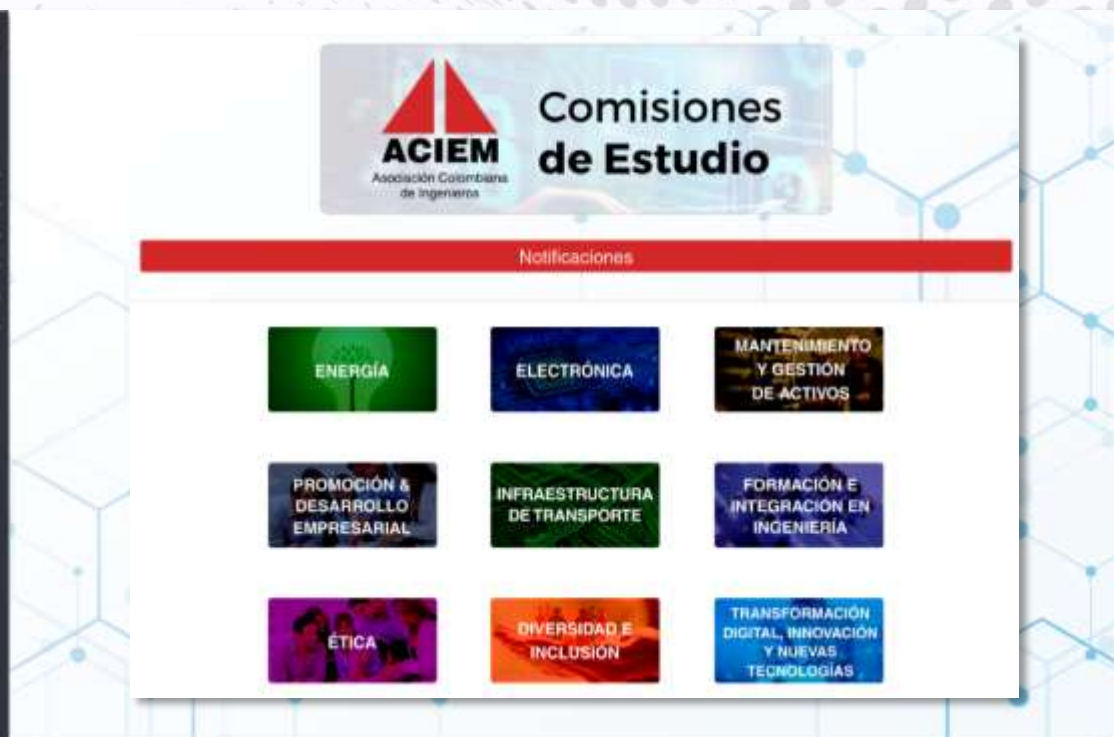 ACIEM
Asociación Colombiana
de Ingenieros
Comisiones
de Estudio
Notificaciones
ENERGÍA
ELECTRÓNICA
MANTENIMIENTO
Y GESTIÓN
DE ACTIVOS
PROMOCIÓN &
DESARROLLO
EMPRESARIAL
INFRAESTRUCTURA
DE TRANSPORTE
FORMACIÓN E
INTEGRACIÓN EN
INGENIERÍA
ÉTICA
DIVERSIDAD E
INCLUSIÓN
TRANSFORMACIÓN
DIGITAL, INNOVACIÓN
Y NUEVAS
TECNOLOGÍAS